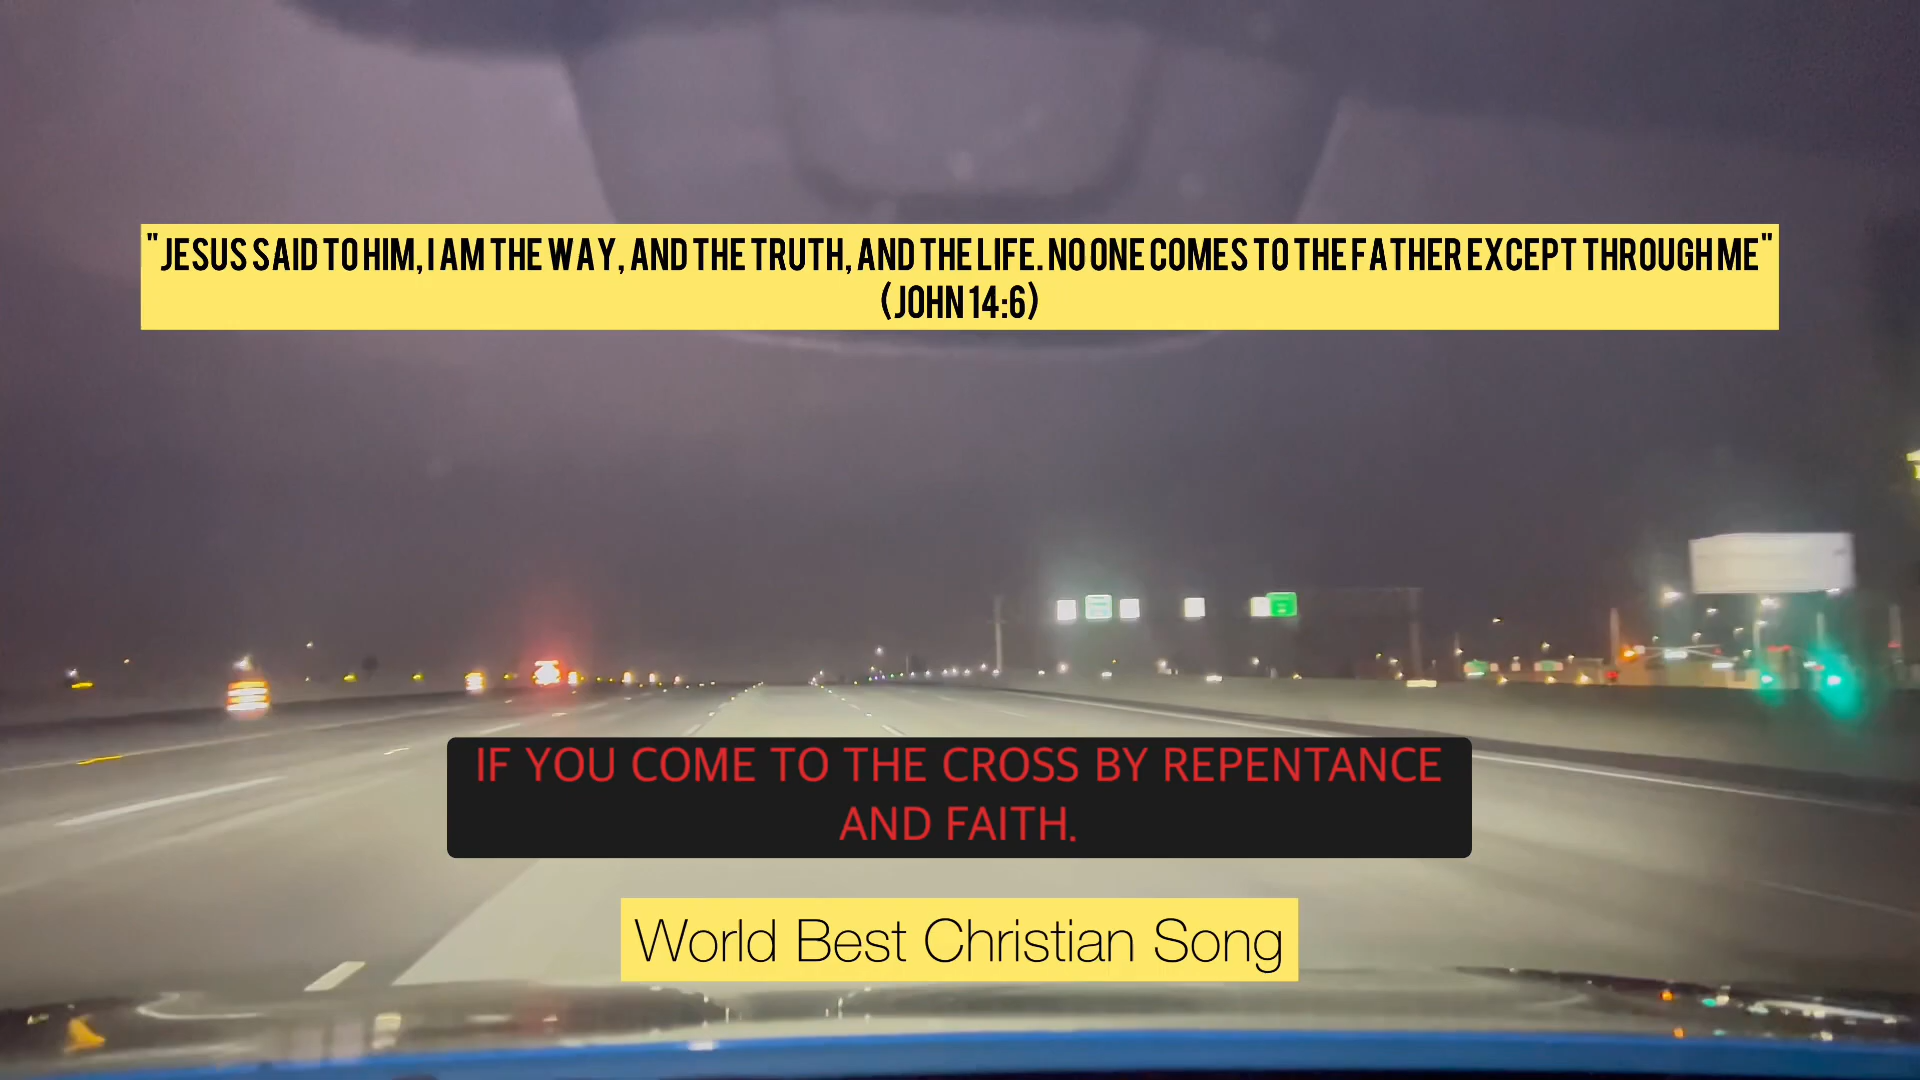 "JESUS SAID TO HIM, I AM THE WAY, AND THE TRUTH, AND THE LIFE. NO ONE COMES TO THE FATHER EXCEPT THROUGH ME"
(JOHN 14:6)
IF YOU COME TO THE CROSS BY REPENTANCE
AND FAITH.
World Best Christian Song